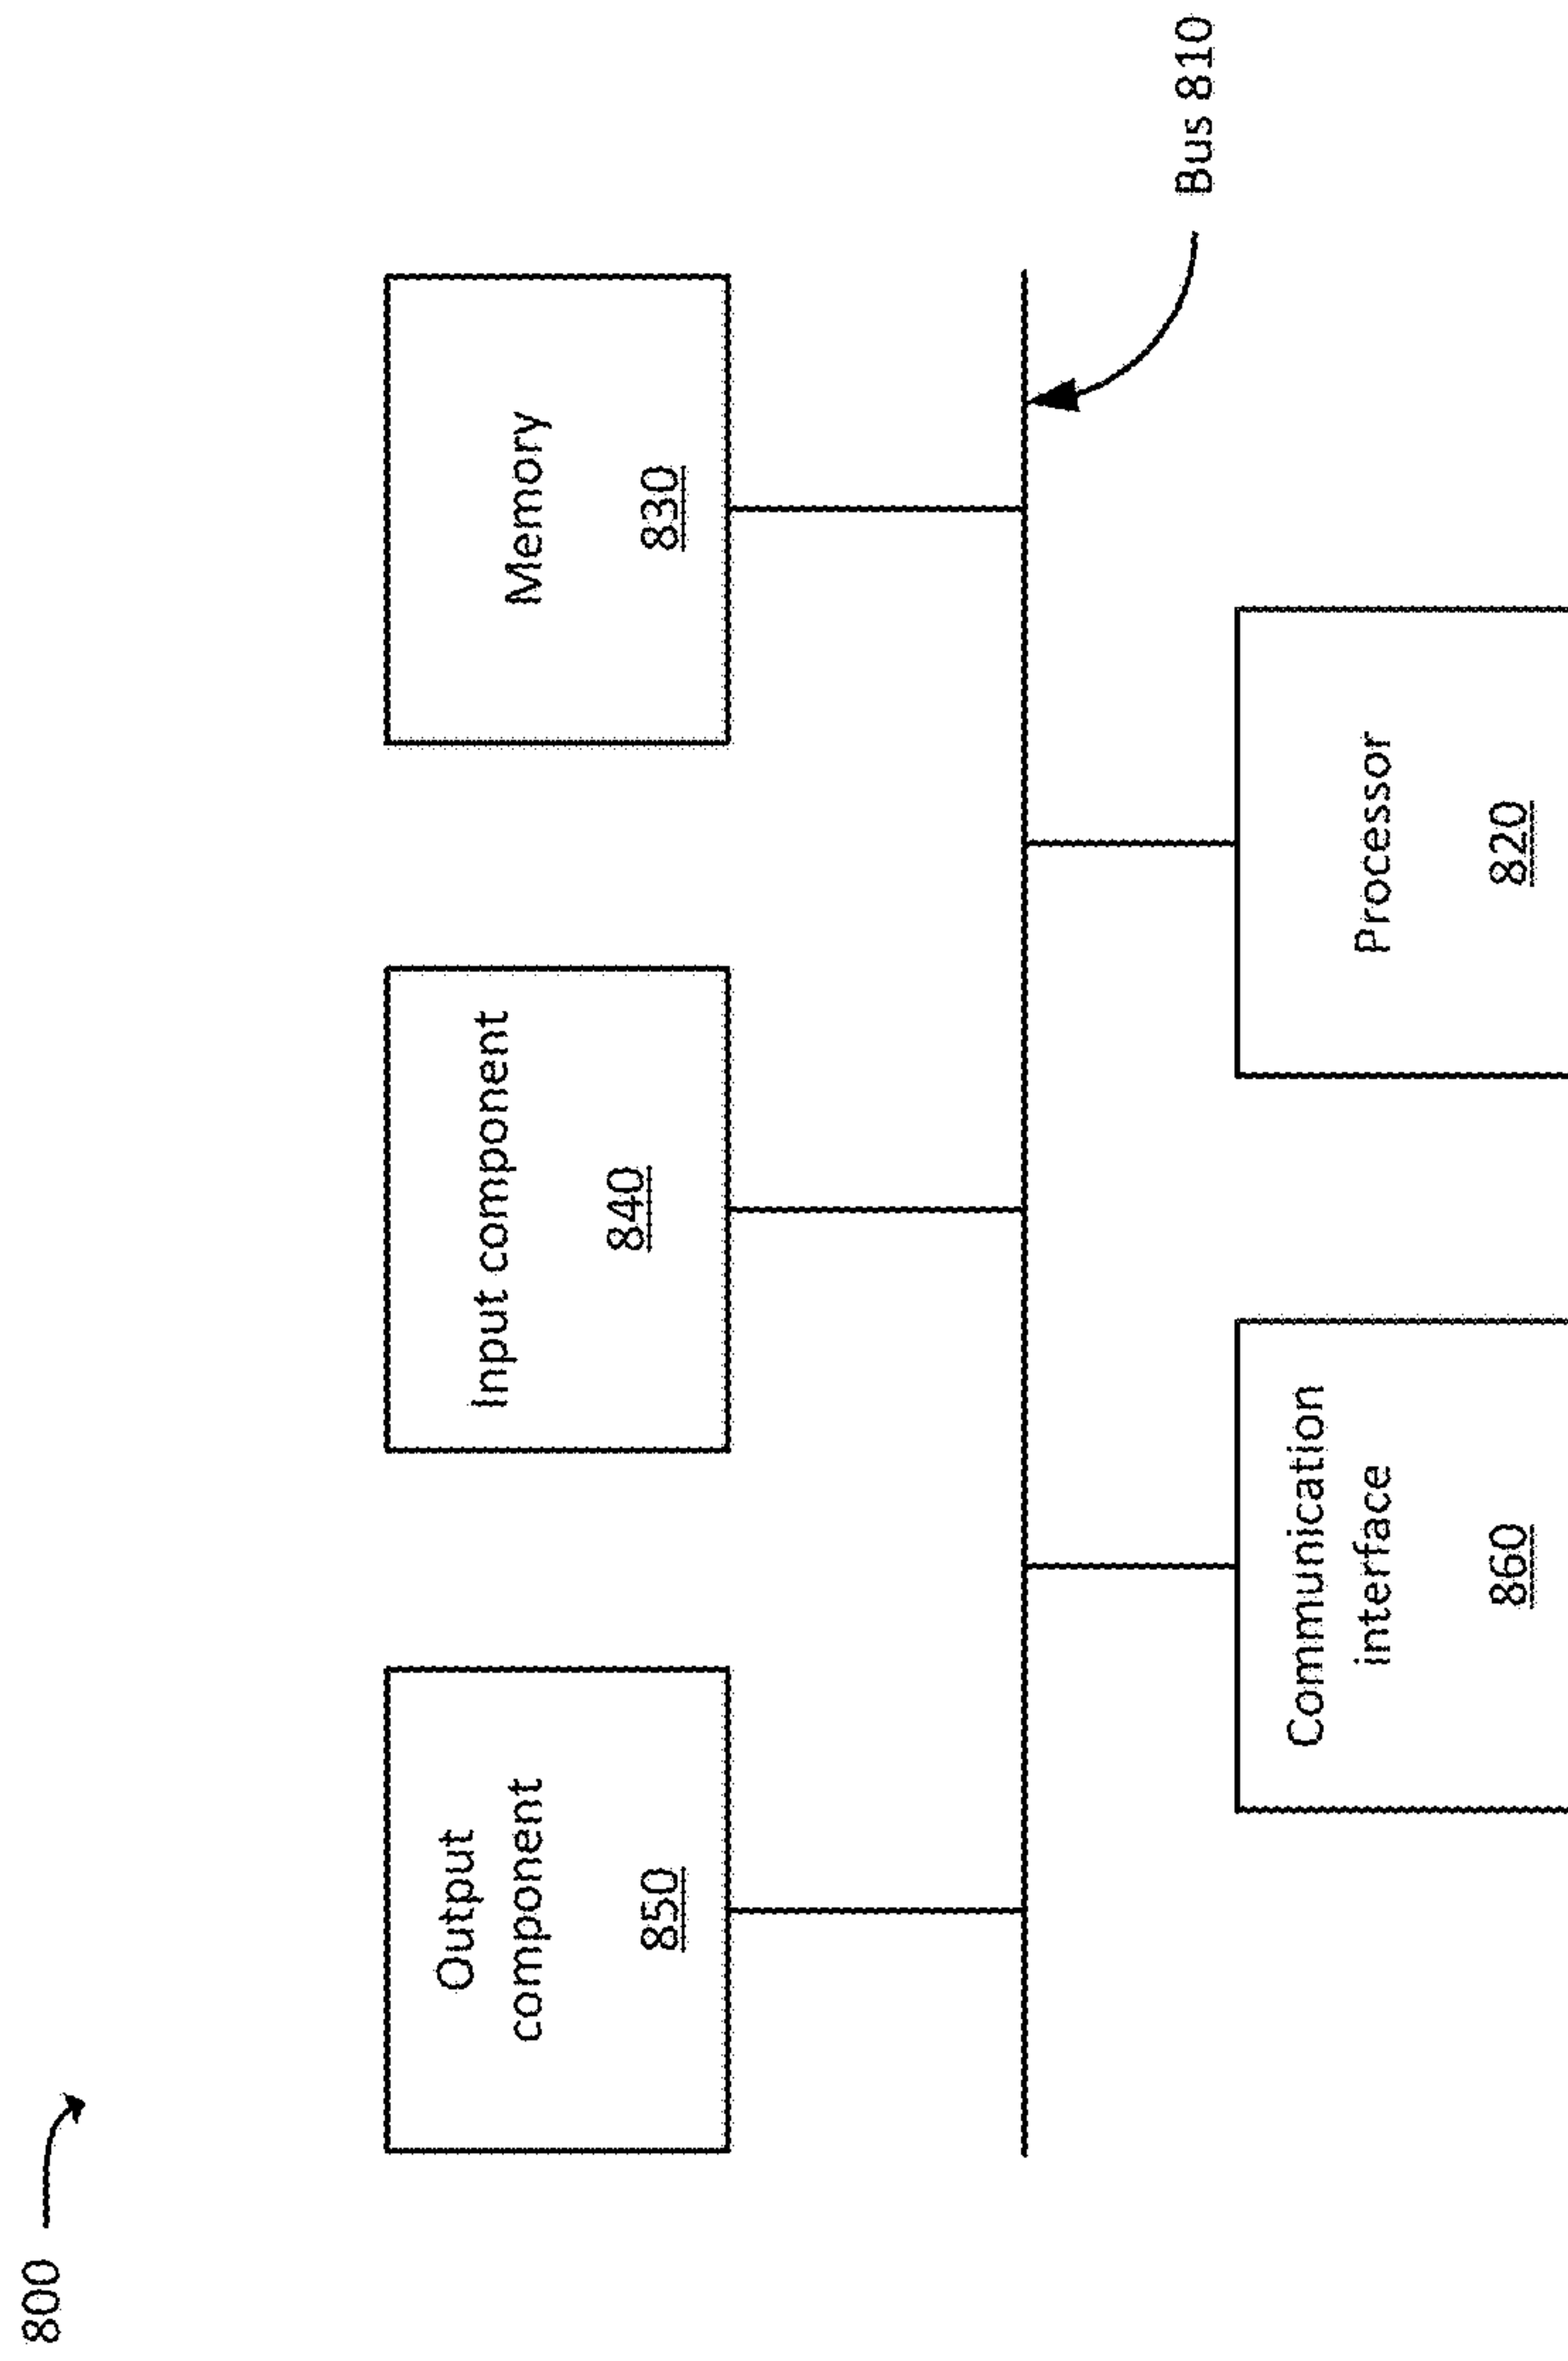 800
Output
component
850
Input component
840
Memory
830
Bus 810
Communication
interface
860
Processor
820